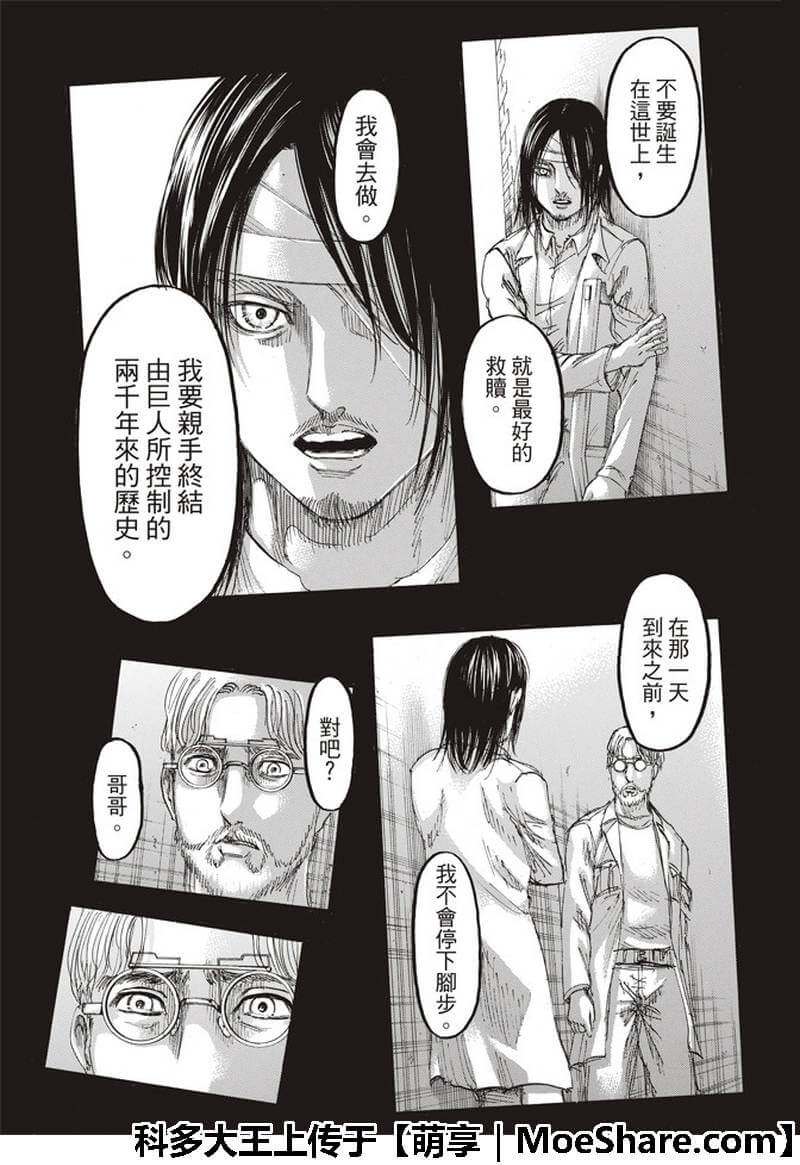 不要誕生
在這世上，
就是最好的
救贖。
我會去做。
我要親手終結
由巨人所控制的
兩千年來的歷史。
在那一天
到來之前，
我不會停下腳步。
對吧？
哥哥。
科多大王上传于【萌享｜MoeShare.com】